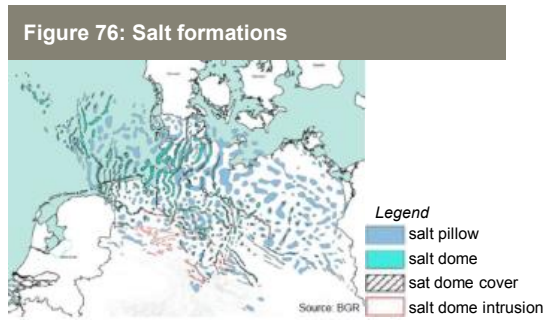 Figure 76: Salt formations
Legend
salt pillow
salt dome
sat dome cover
salt dome intrusion
Source: BGR